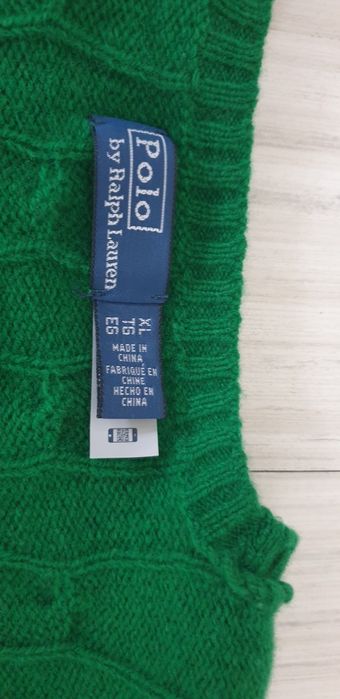 Polo
by Ralph Lauren
XL
TG
EG
MADE IN
CHINA
FABRIQUÉ EN
CHINE
HECHO EN
CHINA